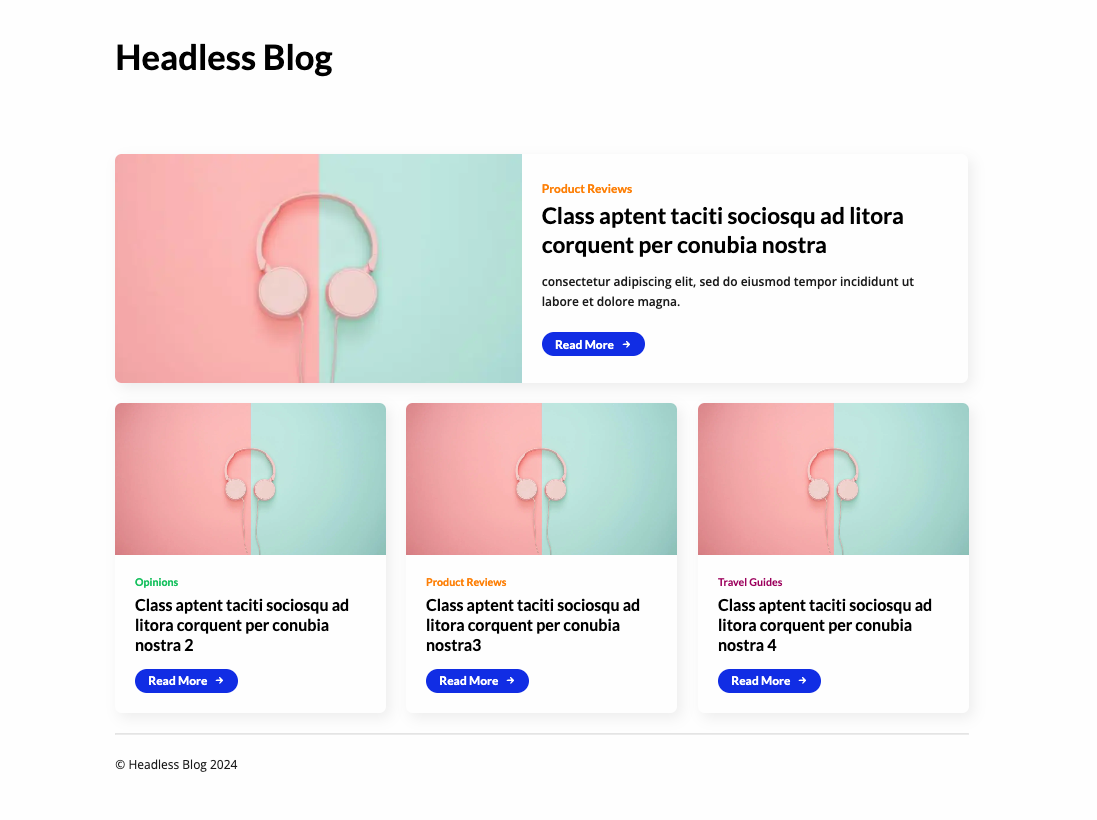 Headless Blog
Product Reviews
Class aptent taciti sociosqu ad litora
corquent per conubia nostra
consectetur adipiscing elit, sed do eiusmod tempor incididunt ut
labore et dolore magna.
Read More →
Opinions
Class aptent taciti sociosqu ad
litora corquent per conubia
nostra 2
Read More →
Product Reviews
Class aptent taciti sociosqu ad
litora corquent per conubia
nostra3
Read More →
Travel Guides
Class aptent taciti sociosqu ad
litora corquent per conubia
nostra 4
Read More →
© Headless Blog 2024